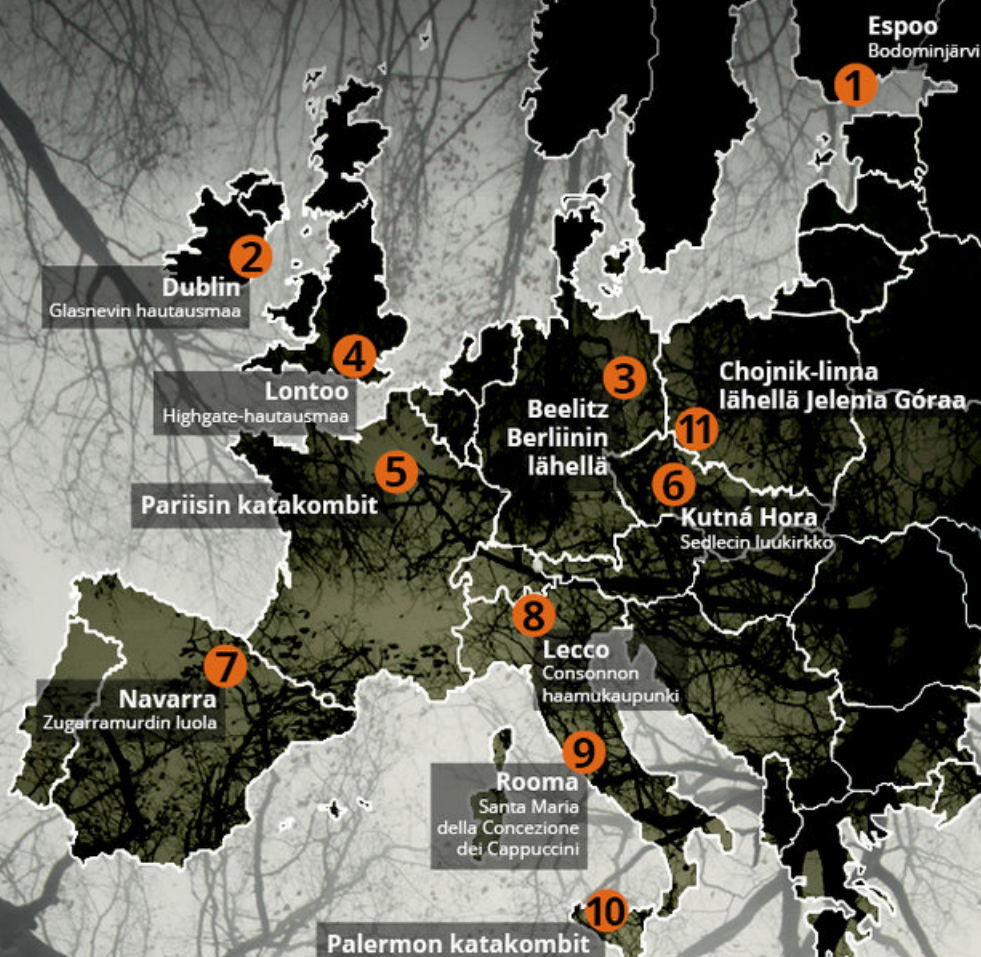 Espoo
Bodominjärvi
1
2
Dublin
Glasnevin hautausmaa
4
Lontoo
Highgate-hautausmaa
3
Beelitz
Berliinin
lähellä
Chojnik-linna
lähellä Jelenia Góraa
11
5
Pariisin katakombit
6
Kutná Hora
Sedlecin luukirkko
8
Lecco
Consonnon
haamukaupunki
7
Navarra
Zugarramurdin luola
9
Rooma
Santa Maria
della Concezione
dei Cappuccini
10
Palermon katakombit